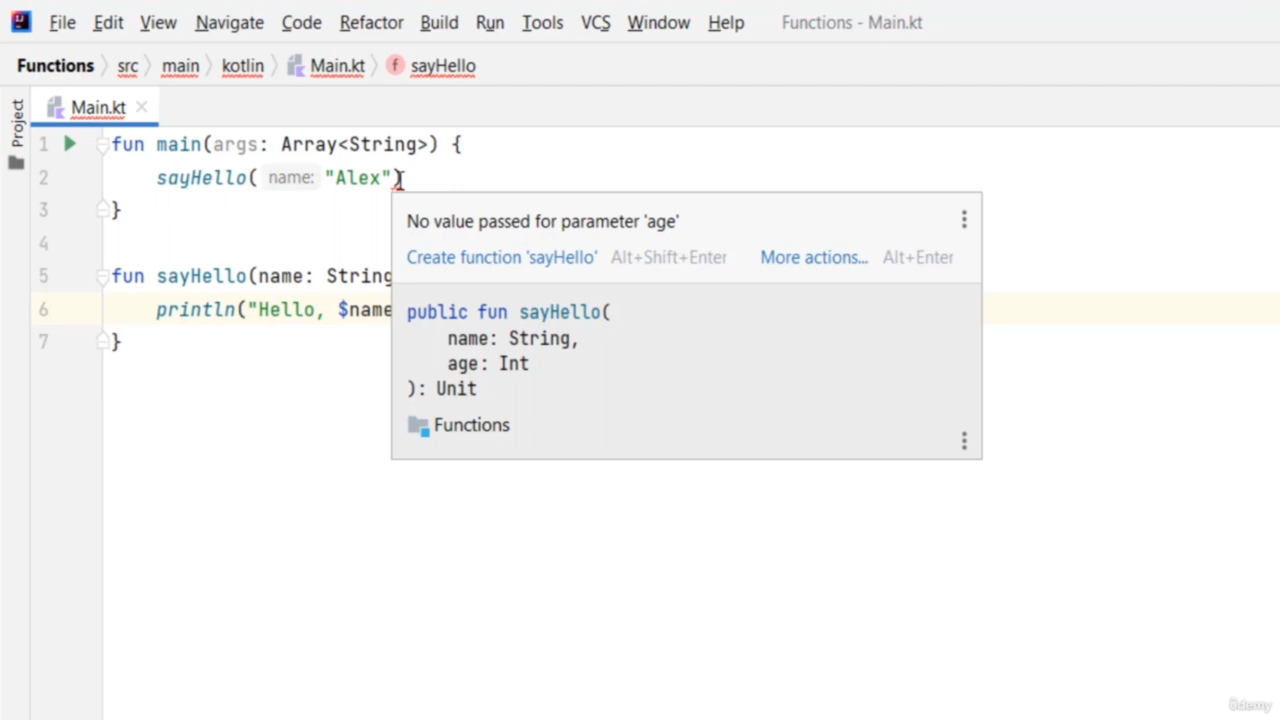 File Edit View Navigate Code Refactor Build Run Tools VCS Window Help Functions - Main.kt
Functions src main kotlin Main.kt f sayHello
Project
Main.kt
1 fun main(args: Array<String>) {
2 sayHello( name: "Alex")
3 }
4
5 fun sayHello(name: String
6 println("Hello, $name
7 }
No value passed for parameter 'age'
Create function 'sayHello' Alt+Shift+Enter More actions... Alt+Enter
public fun sayHello(
name: String,
age: Int
): Unit
Functions
ûdemy